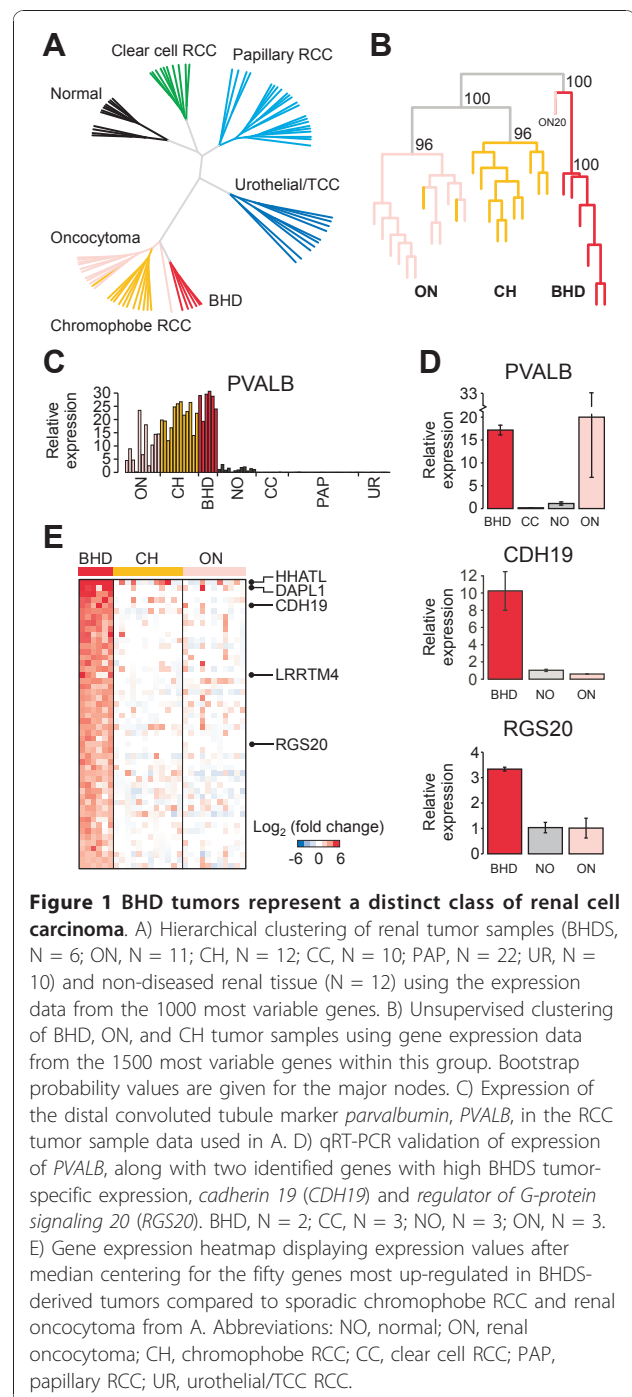 A
Clear cell RCC
Papillary RCC
Normal
Urothelial/TCC
Oncocytoma
BHD
Chromophobe RCC
B
100
100
ON20
96
96
100
ON
CH
BHD
C
PVALB
Relative
expression
30
25
20
15
10
5
0
ON
CH
BHD
NO
CC
PAP
UR
D
PVALB
Relative
expression
33
20
15
10
5
0
BHD
CC
NO
ON
CDH19
Relative
expression
12
10
8
6
4
2
0
BHD
NO
ON
RGS20
Relative
expression
4
3
2
1
0
BHD
NO
ON
E
BHD
CH
ON
HHATL
DAPL1
CDH19
LRRTM4
RGS20
Log2 (fold change)
-6 0 6
Figure 1 BHD tumors represent a distinct class of renal cell
carcinoma. A) Hierarchical clustering of renal tumor samples (BHDS,
N = 6; ON, N = 11; CH, N = 12; CC, N = 10; PAP, N = 22; UR, N =
10) and non-diseased renal tissue (N = 12) using the expression
data from the 1000 most variable genes. B) Unsupervised clustering
of BHD, ON, and CH tumor samples using gene expression data
from the 1500 most variable genes within this group. Bootstrap
probability values are given for the major nodes. C) Expression of
the distal convoluted tubule marker parvalbumin, PVALB, in the RCC
tumor sample data used in A. D) qRT-PCR validation of expression
of PVALB, along with two identified genes with high BHDS tumor-
specific expression, cadherin 19 (CDH19) and regulator of G-protein
signaling 20 (RGS20). BHD, N = 2; CC, N = 3; NO, N = 3; ON, N = 3.
E) Gene expression heatmap displaying expression values after
median centering for the fifty genes most up-regulated in BHDS-
derived tumors compared to sporadic chromophobe RCC and renal
oncocytoma from A. Abbreviations: NO, normal; ON, renal
oncocytoma; CH, chromophobe RCC; CC, clear cell RCC; PAP,
papillary RCC; UR, urothelial/TCC RCC.